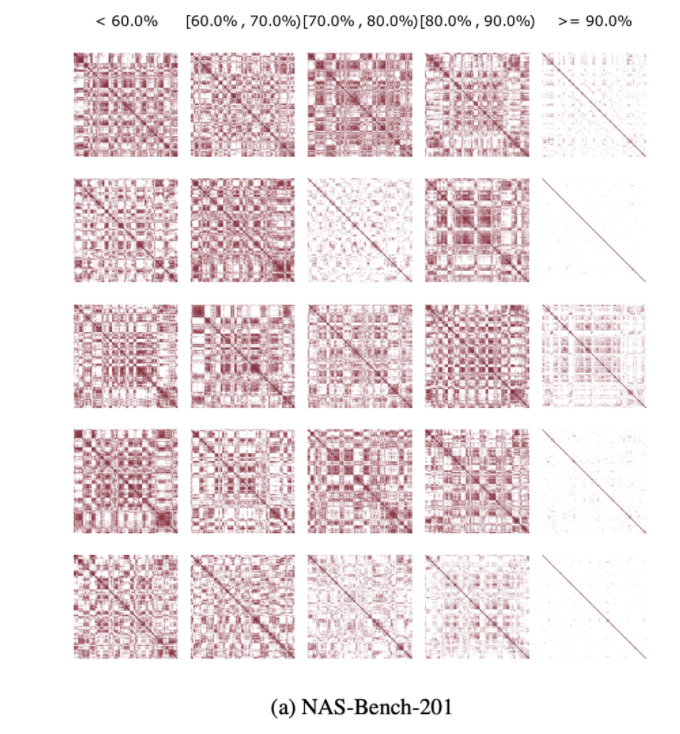 < 60.0% [60.0% , 70.0%) [70.0% , 80.0%) [80.0% , 90.0%) >= 90.0%
(a) NAS-Bench-201